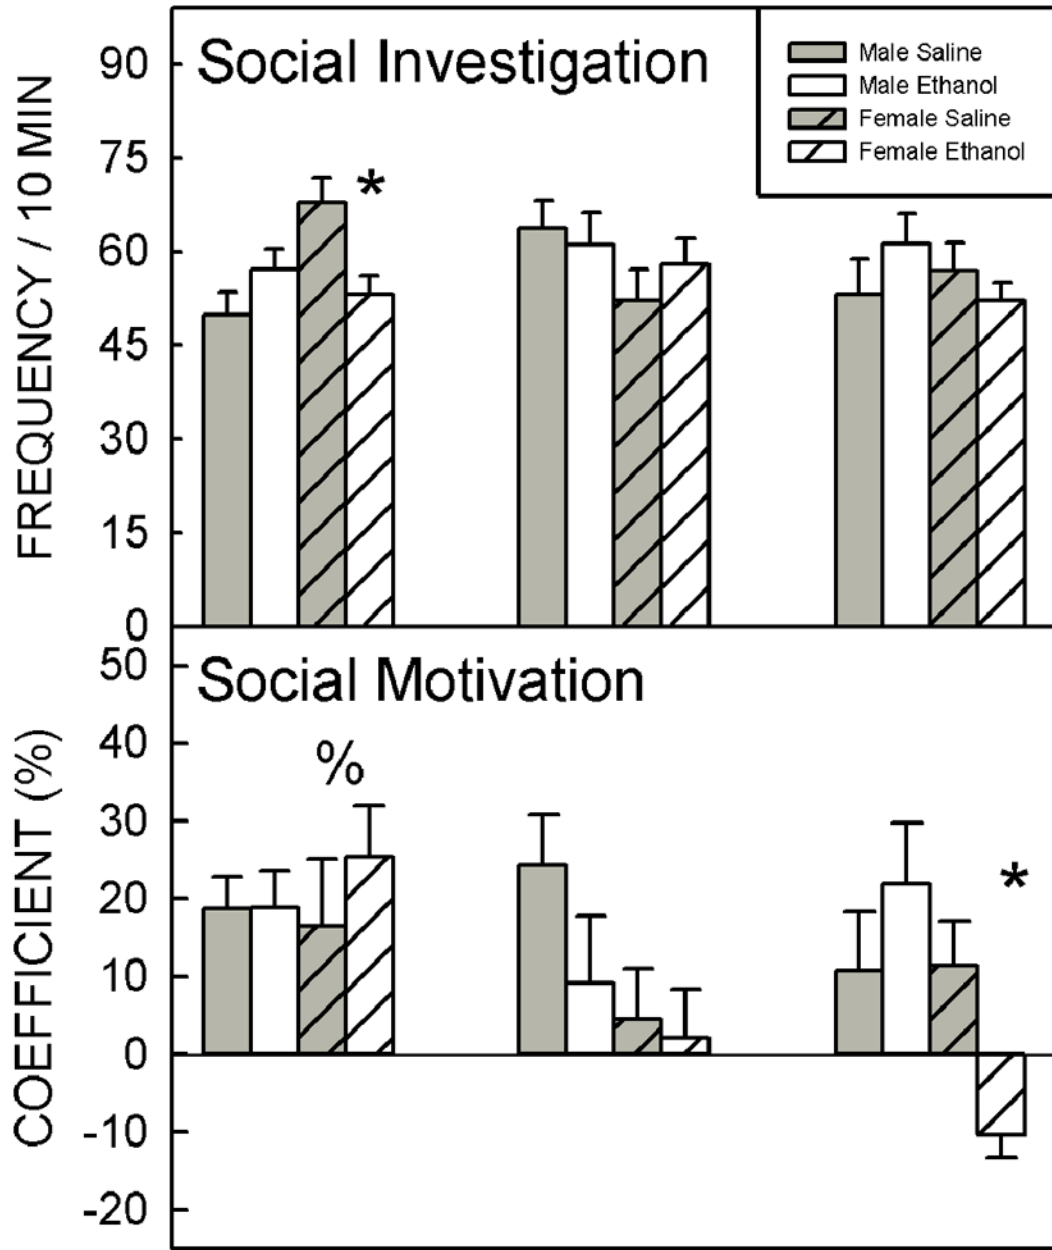 Social Investigation
Male Saline
Male Ethanol
Female Saline
Female Ethanol
FREQUENCY / 10 MIN
90
75
60
45
30
15
0
*
Social Motivation
COEFFICIENT (%)
50
40
30
20
10
0
-10
-20
%
*